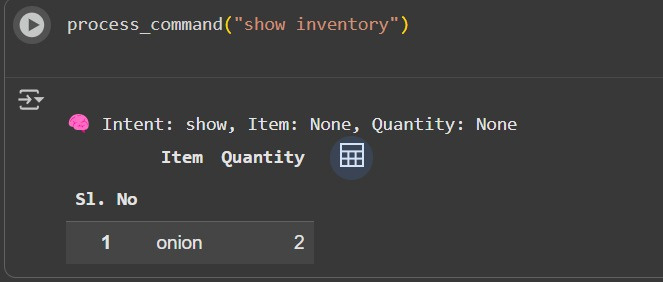 process_command("show inventory")
🧠 Intent: show, Item: None, Quantity: None
Item Quantity
Sl. No
1 onion 2